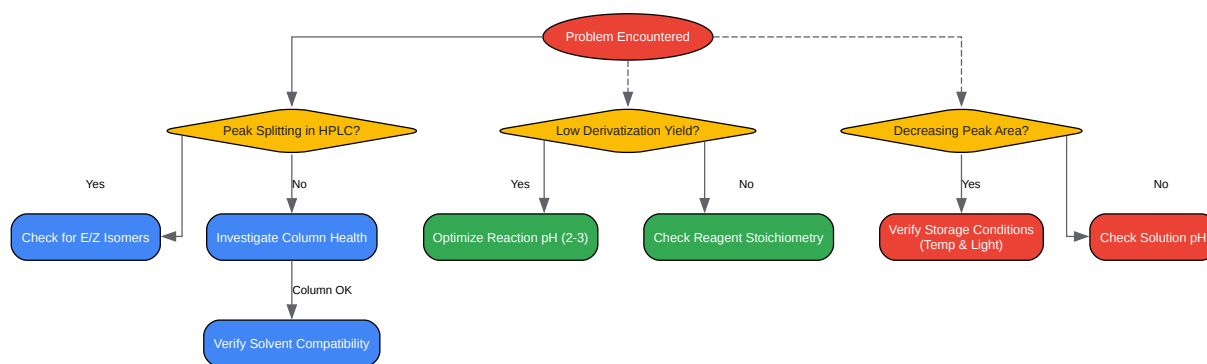 Problem Encountered
Peak Splitting in HPLC?
Low Derivatization Yield?
Decreasing Peak Area?
Yes
No
Yes
No
Yes
No
Check for E/Z Isomers
Investigate Column Health
Optimize Reaction pH (2-3)
Check Reagent Stoichiometry
Verify Storage Conditions
(Temp & Light)
Check Solution pH
Column OK
Verify Solvent Compatibility